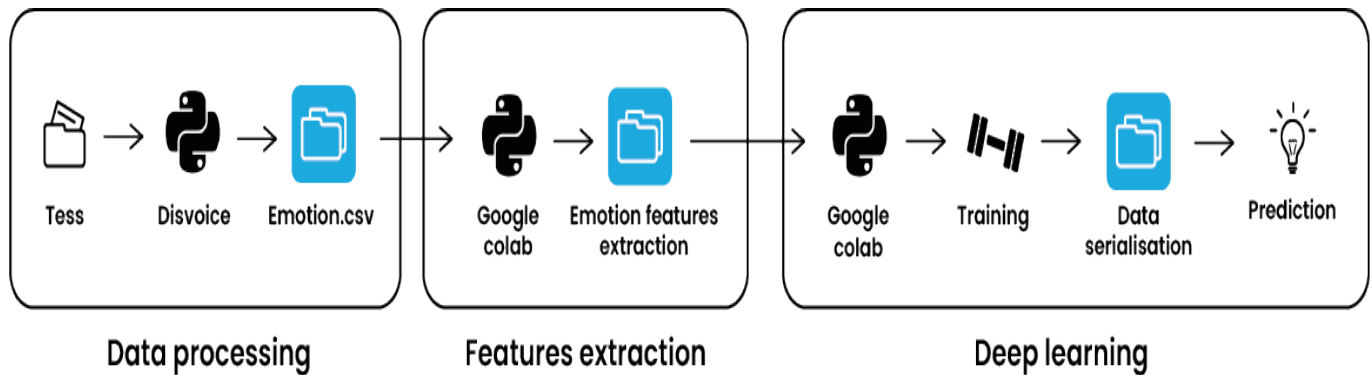 Tess
Disvoice
Emotion.csv
Google
colab
Emotion features
extraction
Google
colab
Training
Data
serialisation
Prediction
Data processing
Features extraction
Deep learning